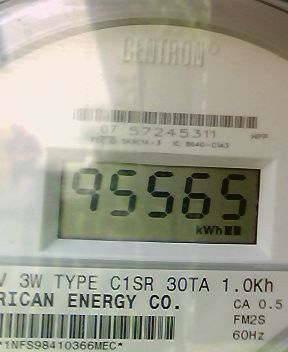 CENTRON®
07 57245311 NPP
95565
kWh
V 3W TYPE C1SR 30TA 1.0Kh
RICAN ENERGY CO. CA 0.5
FM2S
60Hz
*1NFS98410366MEC*